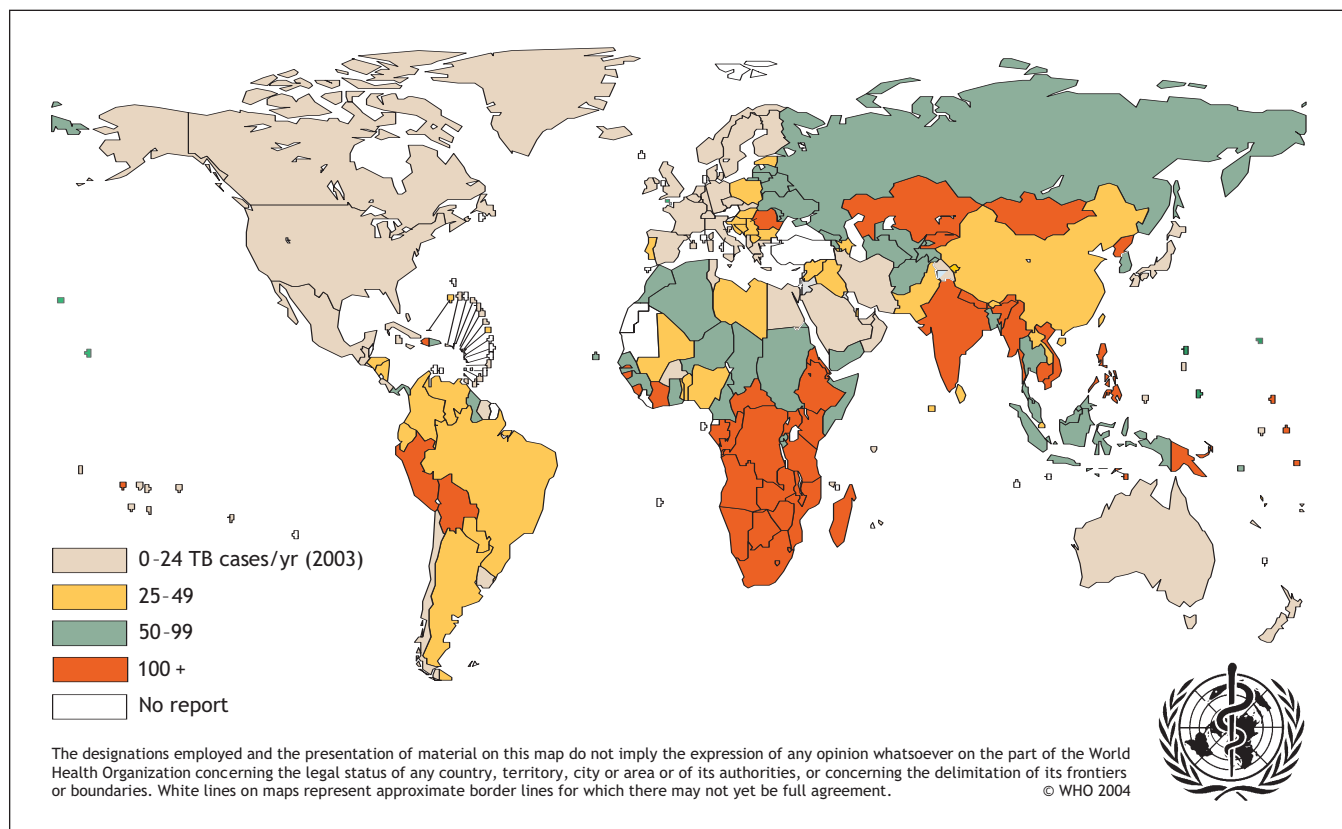 0-24 TB cases/yr (2003)
25-49
50-99
100 +
No report
The designations employed and the presentation of material on this map do not imply the expression of any opinion whatsoever on the part of the World
Health Organization concerning the legal status of any country, territory, city or area or of its authorities, or concerning the delimitation of its frontiers
or boundaries. White lines on maps represent approximate border lines for which there may not yet be full agreement. © WHO 2004